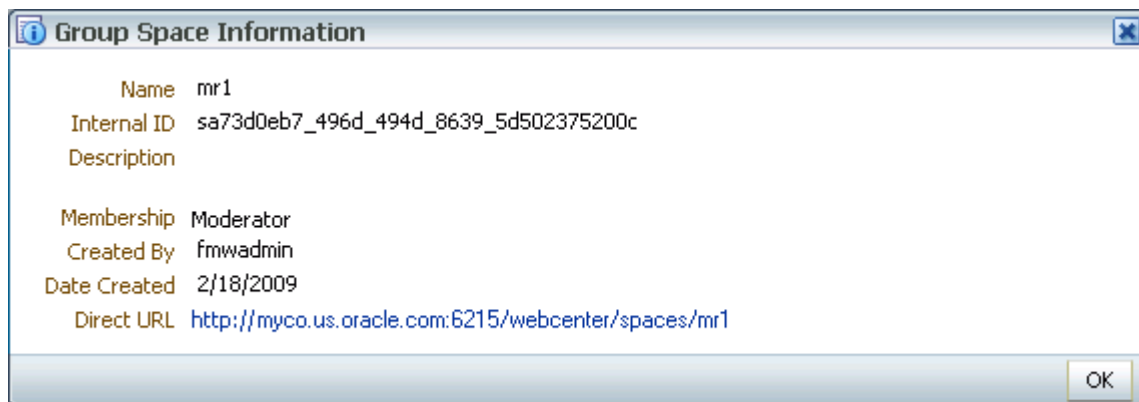 Group Space Information
Name mr1
Internal ID sa73d0eb7_496d_494d_8639_5d502375200c
Description
Membership Moderator
Created By fmwadmin
Date Created 2/18/2009
Direct URL http://myco.us.oracle.com:6215/webcenter/spaces/mr1
OK